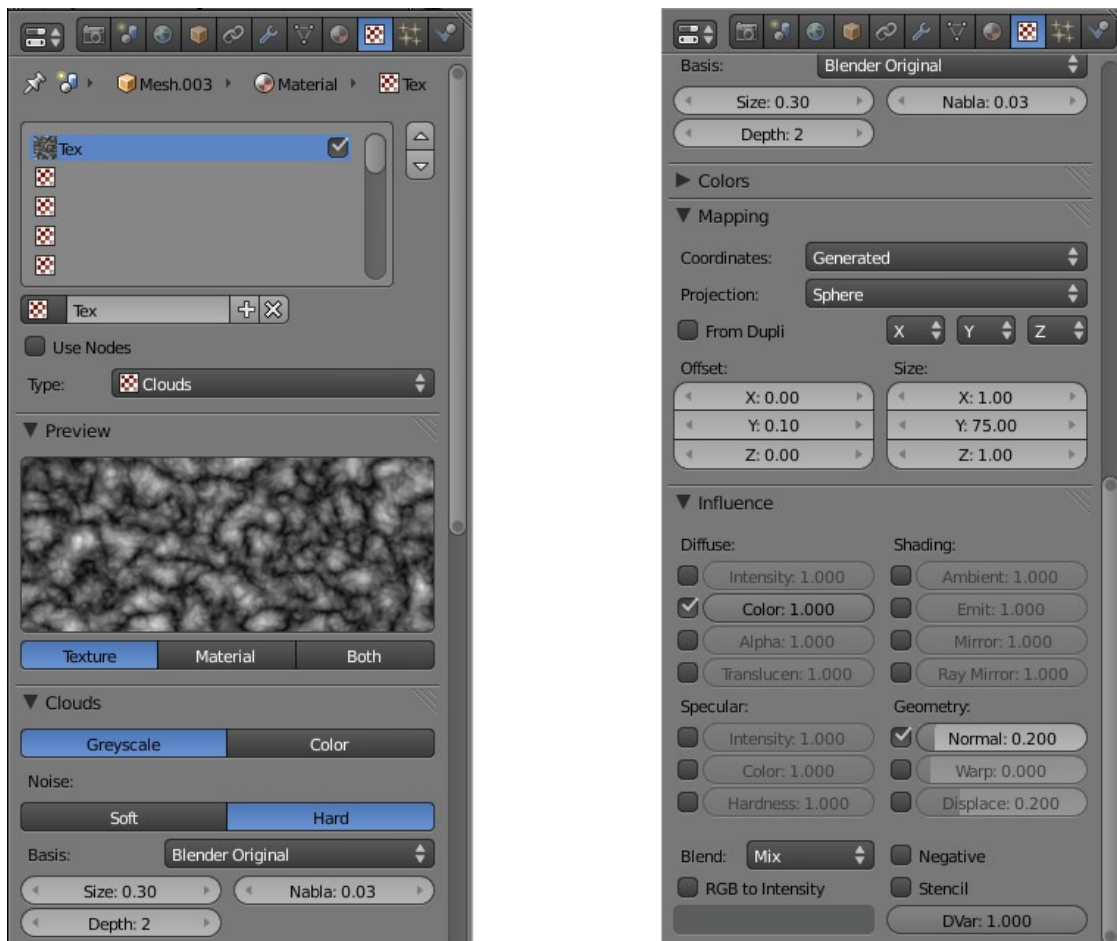 Mesh.003 Material Tex
Tex
Tex
Use Nodes
Type: Clouds
Preview
Texture Material Both
Clouds
Greyscale Color
Noise:
Soft Hard
Basis: Blender Original
Size: 0.30 Nabla: 0.03
Depth: 2
Basis: Blender Original
Size: 0.30 Nabla: 0.03
Depth: 2
Colors
Mapping
Coordinates: Generated
Projection: Sphere
From Dupli X Y Z
Offset: Size:
X: 0.00 X: 1.00
Y: 0.10 Y: 75.00
Z: 0.00 Z: 1.00
Influence
Diffuse: Shading:
Intensity: 1.000 Ambient: 1.000
Color: 1.000 Emit: 1.000
Alpha: 1.000 Mirror: 1.000
Translucen: 1.000 Ray Mirror: 1.000
Specular: Geometry:
Intensity: 1.000 Normal: 0.200
Color: 1.000 Warp: 0.000
Hardness: 1.000 Displace: 0.200
Blend: Mix Negative
RGB to Intensity Stencil
DVar: 1.000